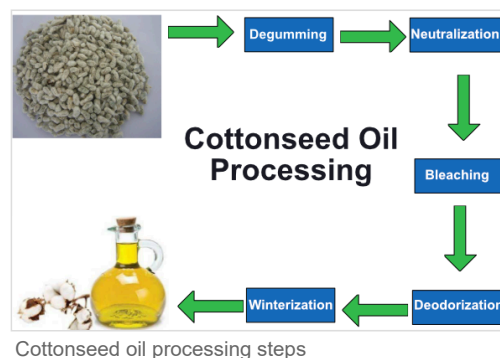 Degumming
Neutralization
Cottonseed Oil
Processing
Bleaching
Winterization
Deodorization
Cottonseed oil processing steps